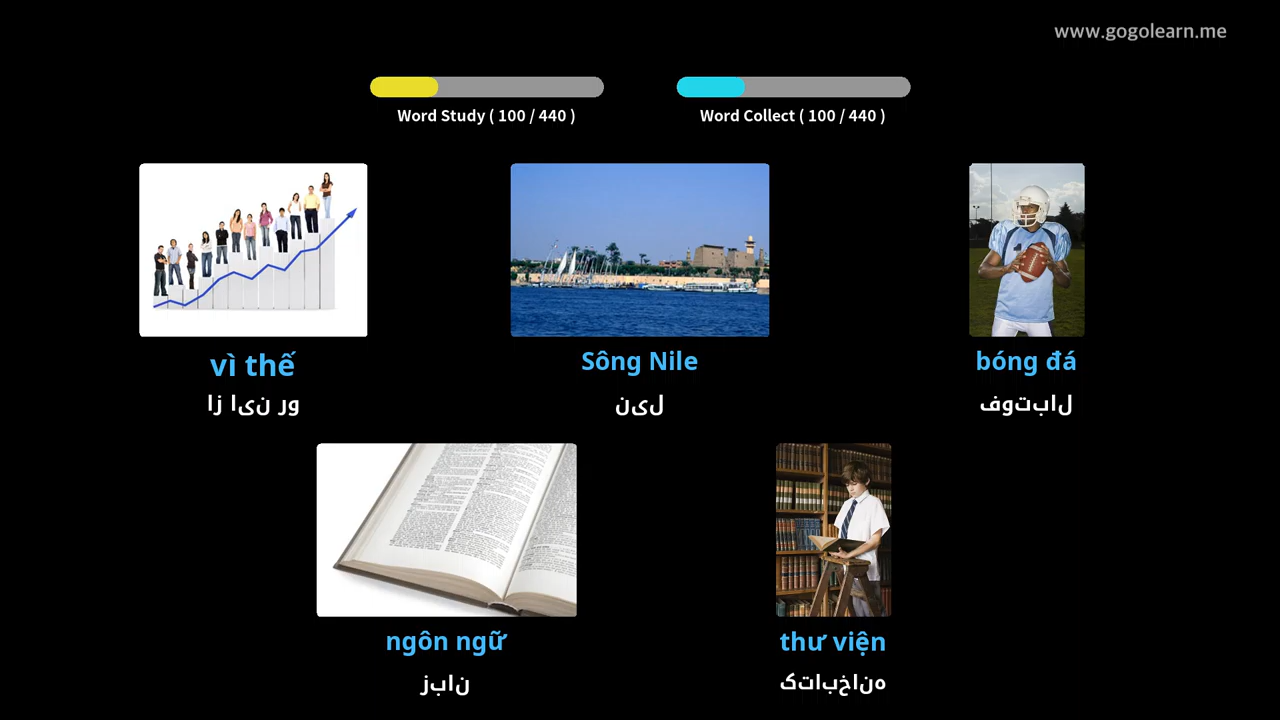 www.gogolearn.me
Word Study ( 100 / 440 )
Word Collect ( 100 / 440 )
vì thế
از این رو
Sông Nile
نیل
bóng đá
فوتبال
ngôn ngữ
زبان
thư viện
کتابخانه